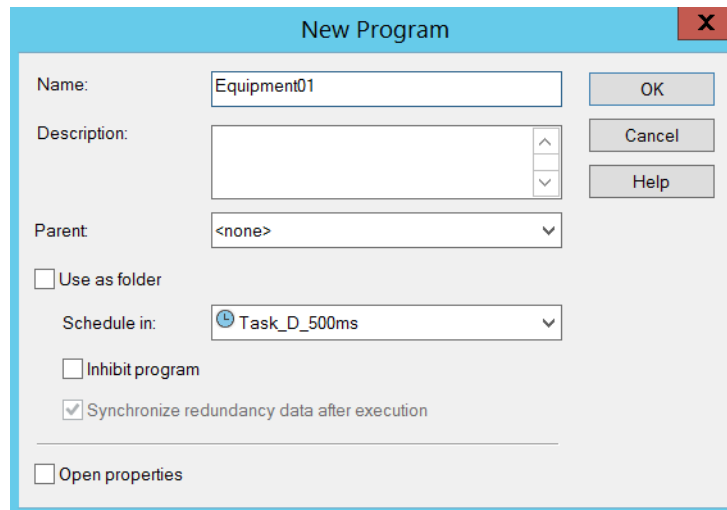 New Program
X
Name:
Equipment01
OK
Description:
Cancel
Help
Parent:
<none>
Use as folder
Schedule in:
Task_D_500ms
Inhibit program
Synchronize redundancy data after execution
Open properties